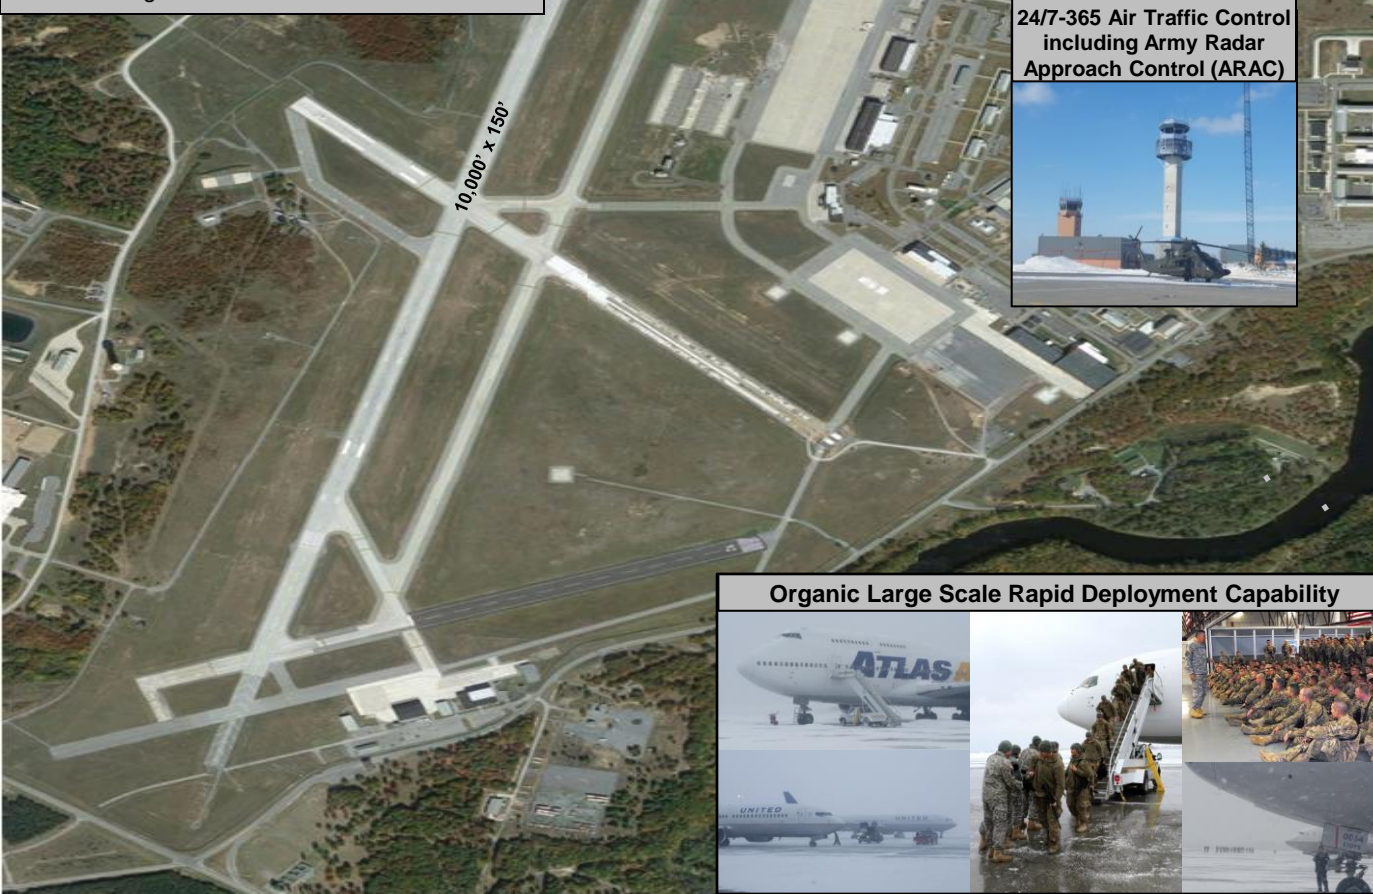 24/7-365 Air Traffic Control
including Army Radar
Approach Control (ARAC)
10,000' x 150'
Organic Large Scale Rapid Deployment Capability
ATLAS
UNITED
UNITED